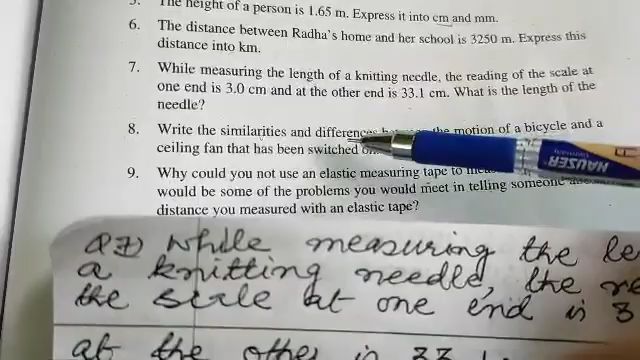 5. The height of a person is 1.65 m. Express it into cm and mm.
6. The distance between Radha's home and her school is 3250 m. Express this
distance into km.
7. While measuring the length of a knitting needle, the reading of the scale at
one end is 3.0 cm and at the other end is 33.1 cm. What is the length of the
needle?
8. Write the similarities and differences the motion of a bicycle and a
ceiling fan that has been switched
9. Why could you not use an elastic measuring tape to
would be some of the problems you would meet in telling someone
distance you measured with an elastic tape?
HAUSER
Germany
Q7) While measuring the le
a knitting needle, the re
the scale at one end is 3
at the other is 33.